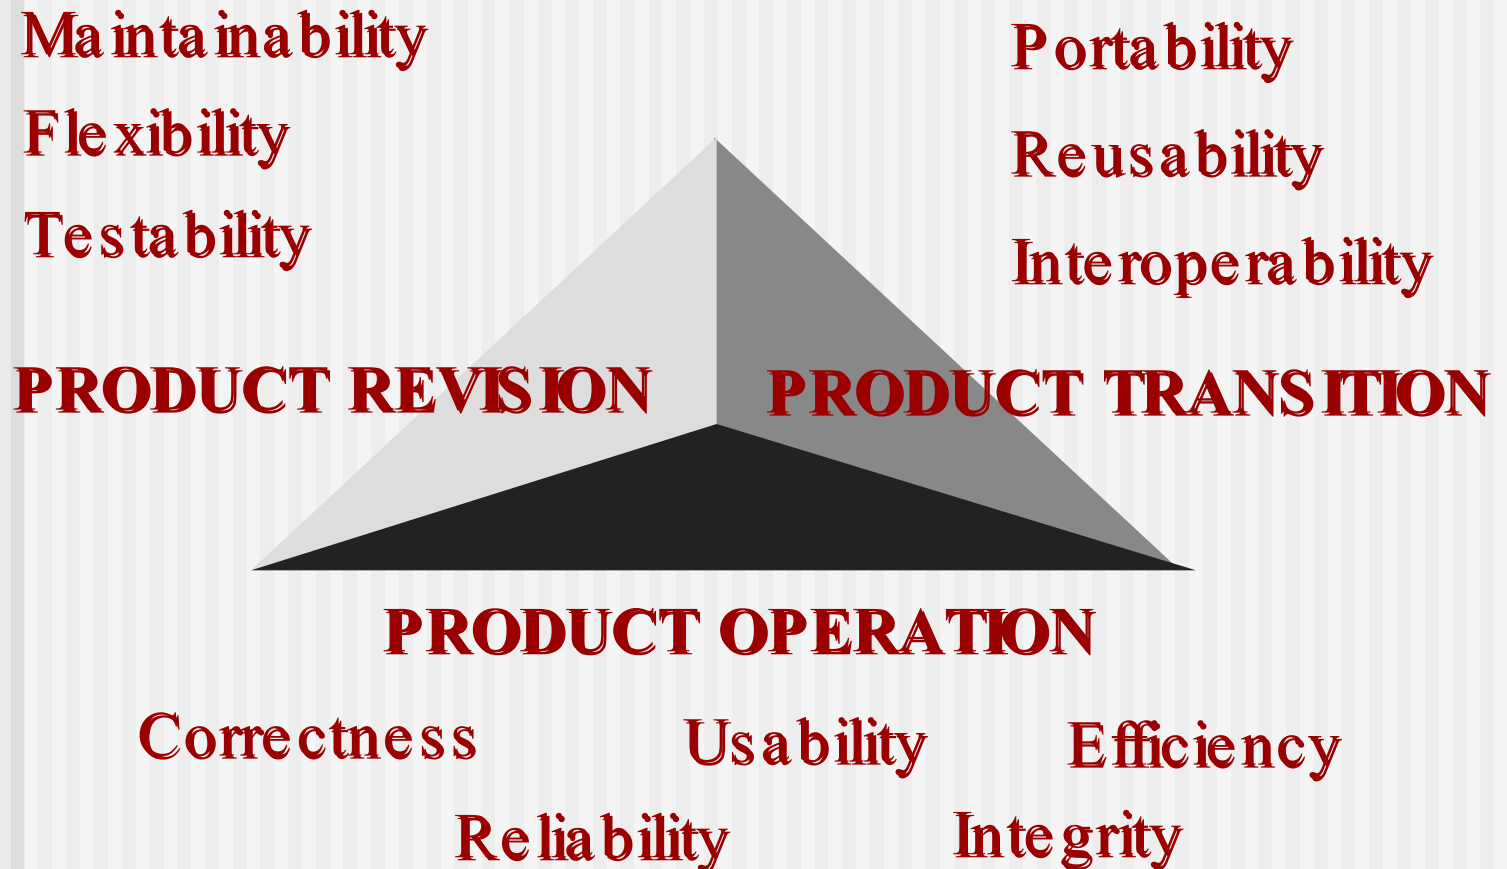 Maintainability
Portability
Flexibility
Reusability
Testability
Interoperability
PRODUCT REVISION
PRODUCT TRANSITION
PRODUCT OPERATION
Correctness
Usability
Efficiency
Reliability
Integrity